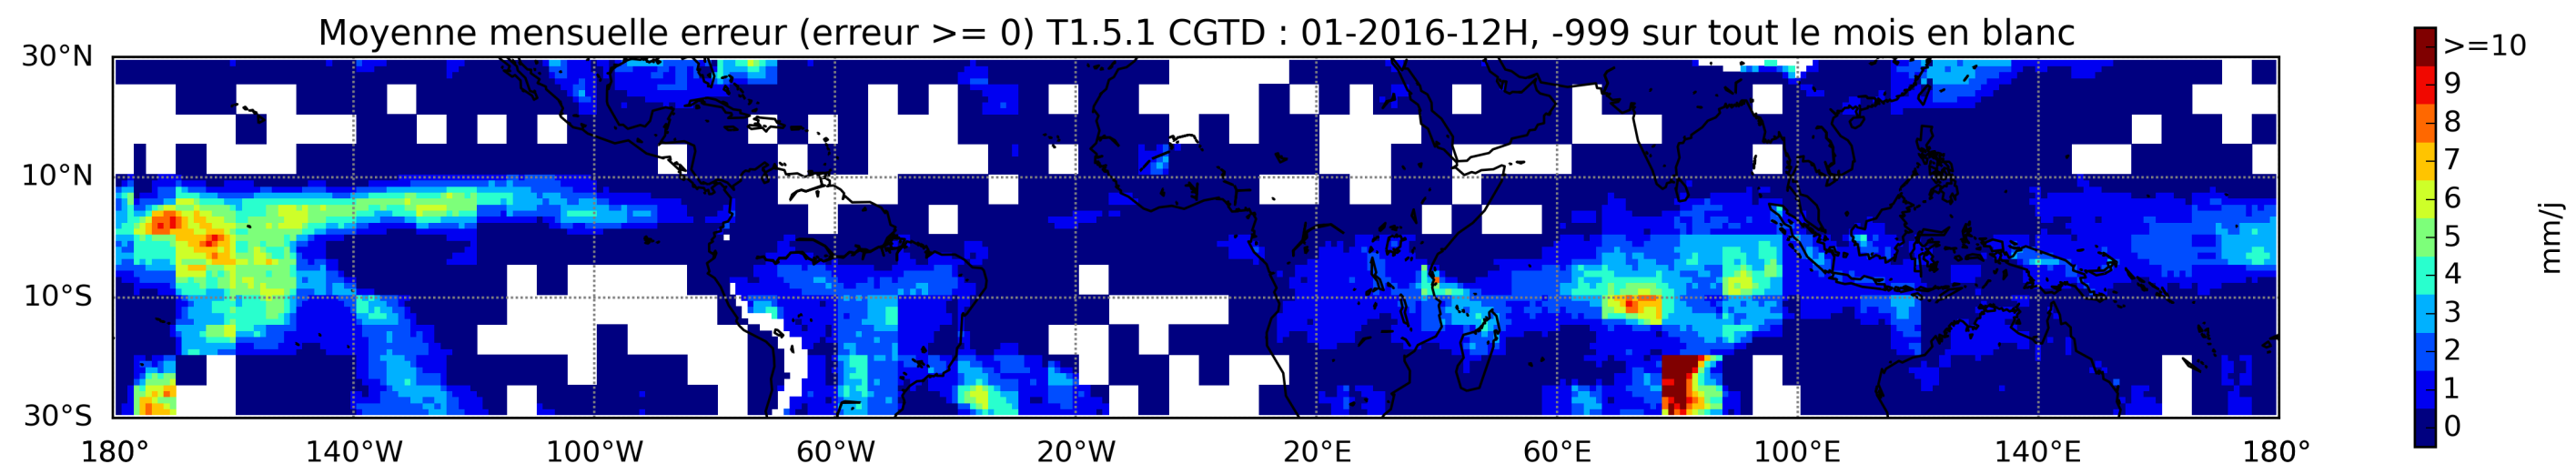 Moyenne mensuelle erreur (erreur >= 0) T1.5.1 CGTD : 01-2016-12H, -999 sur tout le mois en blanc
30°N
10°N
10°S
30°S
180° 140°W 100°W 60°W 20°W 20°E 60°E 100°E 140°E 180°
>=10
9
8
7
6
5
4
3
2
1
0
mm/j